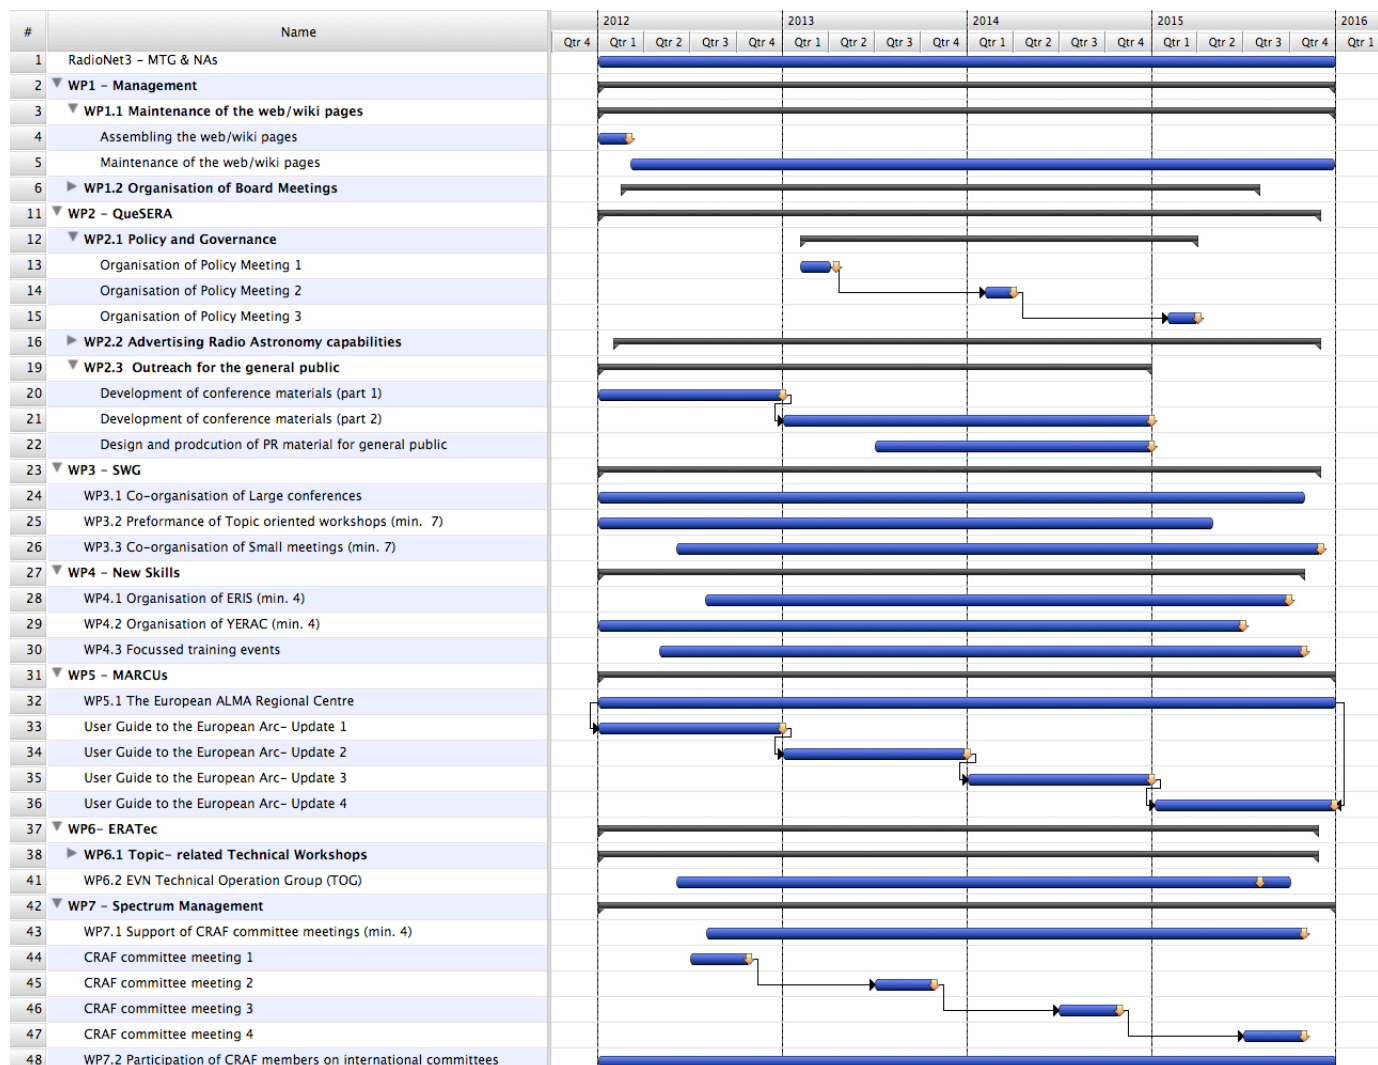 # Name 2012 2013 2014 2015 2016
Qtr 4 Qtr 1 Qtr 2 Qtr 3 Qtr 4 Qtr 1 Qtr 2 Qtr 3 Qtr 4 Qtr 1 Qtr 2 Qtr 3 Qtr 4 Qtr 1 Qtr 2 Qtr 3 Qtr 4 Qtr 1
1 RadioNet3 - MTG & NAs
2 WP1 - Management
3 WP1.1 Maintenance of the web/wiki pages
4 Assembling the web/wiki pages
5 Maintenance of the web/wiki pages
6 WP1.2 Organisation of Board Meetings
11 WP2 - QueSERA
12 WP2.1 Policy and Governance
13 Organisation of Policy Meeting 1
14 Organisation of Policy Meeting 2
15 Organisation of Policy Meeting 3
16 WP2.2 Advertising Radio Astronomy capabilities
19 WP2.3 Outreach for the general public
20 Development of conference materials (part 1)
21 Development of conference materials (part 2)
22 Design and prodcution of PR material for general public
23 WP3 - SWG
24 WP3.1 Co-organisation of Large conferences
25 WP3.2 Preformance of Topic oriented workshops (min. 7)
26 WP3.3 Co-organisation of Small meetings (min. 7)
27 WP4 - New Skills
28 WP4.1 Organisation of ERIS (min. 4)
29 WP4.2 Organisation of YERAC (min. 4)
30 WP4.3 Focussed training events
31 WP5 - MARCUs
32 WP5.1 The European ALMA Regional Centre
33 User Guide to the European Arc- Update 1
34 User Guide to the European Arc- Update 2
35 User Guide to the European Arc- Update 3
36 User Guide to the European Arc- Update 4
37 WP6- ERATec
38 WP6.1 Topic- related Technical Workshops
41 WP6.2 EVN Technical Operation Group (TOG)
42 WP7 - Spectrum Management
43 WP7.1 Support of CRAF committee meetings (min. 4)
44 CRAF committee meeting 1
45 CRAF committee meeting 2
46 CRAF committee meeting 3
47 CRAF committee meeting 4
48 WP7.2 Participation of CRAF members on international committees